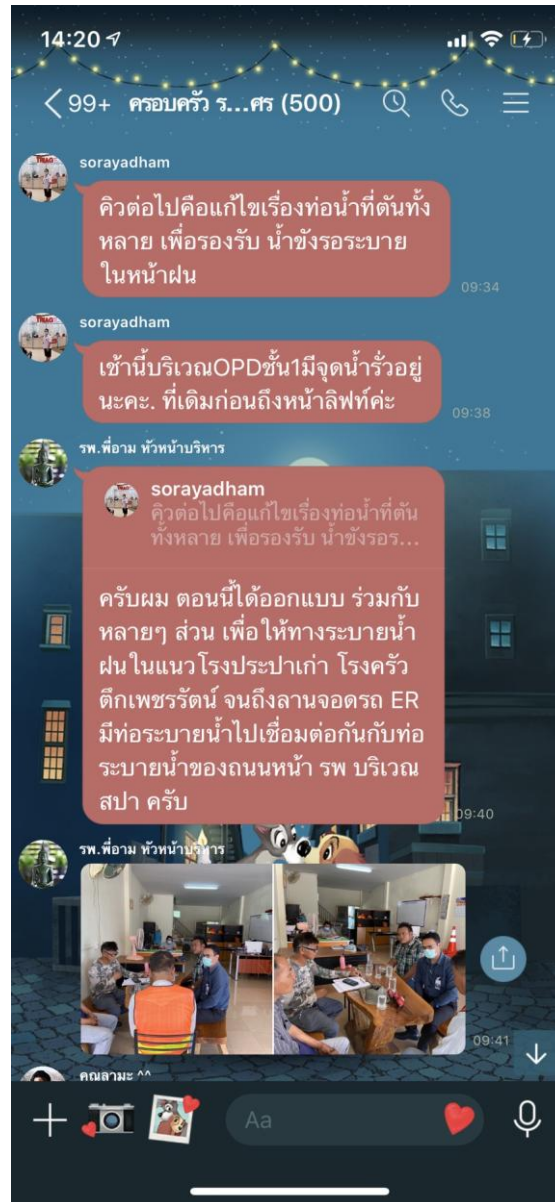 14:20
99+ ครอบครัว ร...ศร (500)
sorayadham
คิวต่อไปคือแก้ไขเรื่องท่อน้ำที่ตันทั้ง
หลาย เพื่อรองรับ น้ำขังรอระบาย
ในหน้าฝน
09:34
sorayadham
เช้านี้บริเวณOPDชั้น1มีจุดน้ำรั่วอยู่
นะคะ. ที่เดิมก่อนถึงหน้าลิฟท์ค่ะ
09:38
รพ.พี่อาม หัวหน้าบริหาร
sorayadham
คิวต่อไปคือแก้ไขเรื่องท่อน้ำที่ตัน
ทั้งหลาย เพื่อรองรับ น้ำขังรอร...
ครับผม ตอนนี้ได้ออกแบบ ร่วมกับ
หลายๆ ส่วน เพื่อให้ทางระบายน้ำ
ฝนในแนวโรงประปาเก่า โรงครัว
ตึกเพชรรัตน์ จนถึงลานจอดรถ ER
มีท่อระบายน้ำไปเชื่อมต่อกันกับท่อ
ระบายน้ำของถนนหน้า รพ บริเวณ
สปา ครับ
09:40
รพ.พี่อาม หัวหน้าบริหาร
09:41
คุณลามะ ^^
Aa